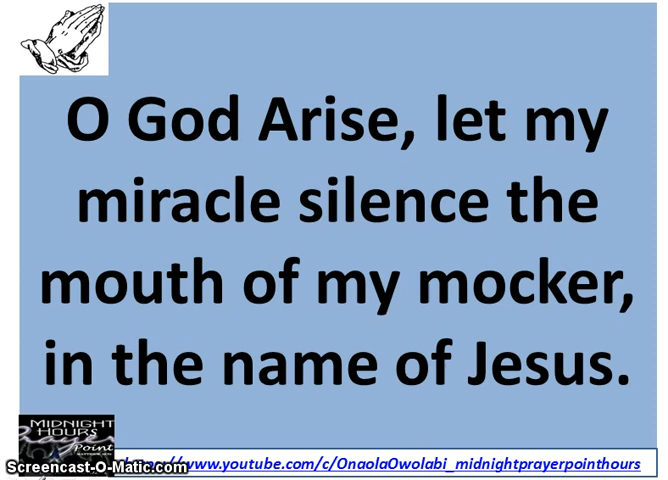 O God Arise, let my
miracle silence the
mouth of my mocker,
in the name of Jesus.
MIDNIGHT
HOURS
Point
Screencast-O-Matic.com
www.youtube.com/c/OnaolaOwolabi_midnightprayerpointhours